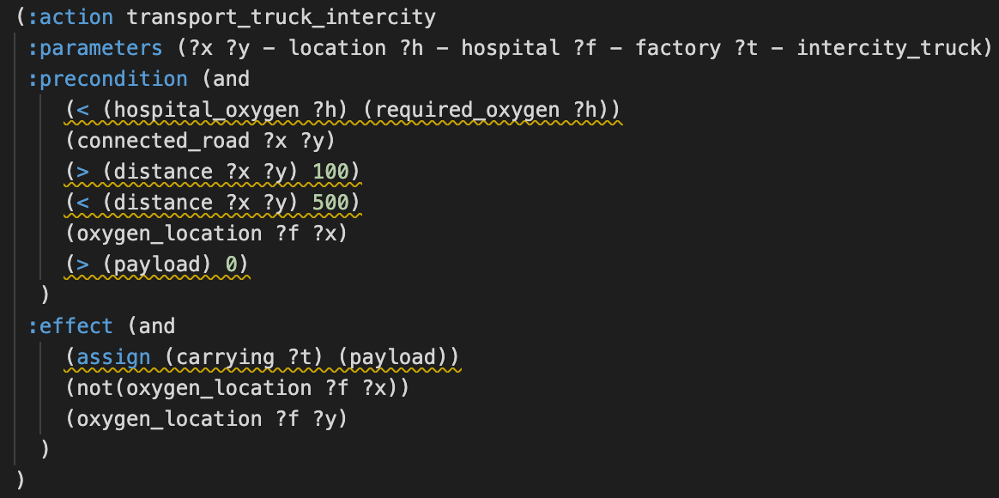 (:action transport_truck_intercity
:parameters (?x ?y – location ?h – hospital ?f – factory ?t – intercity_truck)
:precondition (and
(< (hospital_oxygen ?h) (required_oxygen ?h))
(connected_road ?x ?y)
(> (distance ?x ?y) 100)
(< (distance ?x ?y) 500)
(oxygen_location ?f ?x)
(> (payload) 0)
)
:effect (and
(assign (carrying ?t) (payload))
(not(oxygen_location ?f ?x))
(oxygen_location ?f ?y)
)
)